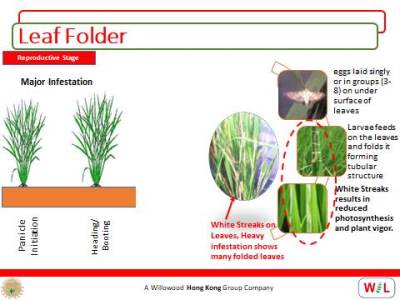 Leaf Folder
Reproductive Stage
Major Infestation
eggs laid singly
or in groups (3-
8) on under
surface of
leaves
Larvae feeds
on the leaves
and folds it
forming
tubular
structure
White Streaks
results in
reduced
photosynthesis
and plant vigor.
White Streaks on
Leaves, Heavy
infestation shows
many folded leaves
Panicle
Initiation
Heading/
Booting
A Willowood Hong Kong Group Company
WIL